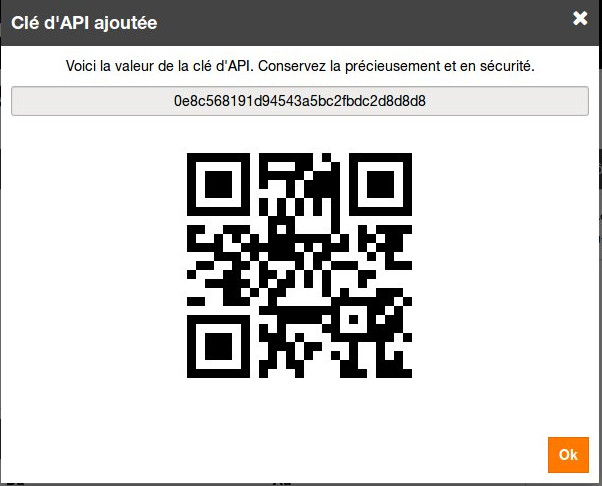 Clé d'API ajoutée
Voici la valeur de la clé d'API. Conservez la précieusement et en sécurité.
0e8c568191d94543a5bc2fbdc2d8d8d8
Ok